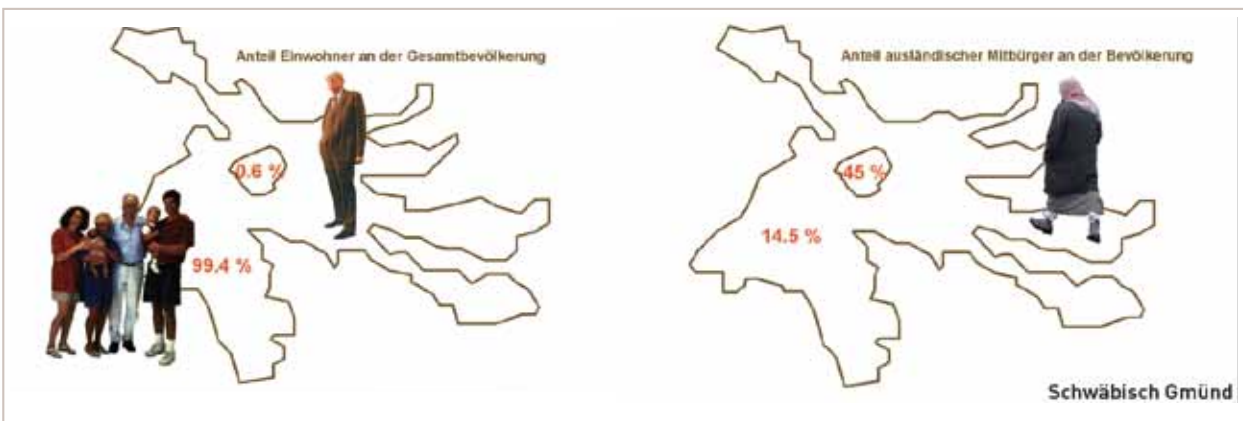 Anteil Einwohner an der Gesamtbevölkerung
0.6 %
99.4 %
Anteil ausländischer Mitbürger an der Bevölkerung
45 %
14.5 %
Schwäbisch Gmünd